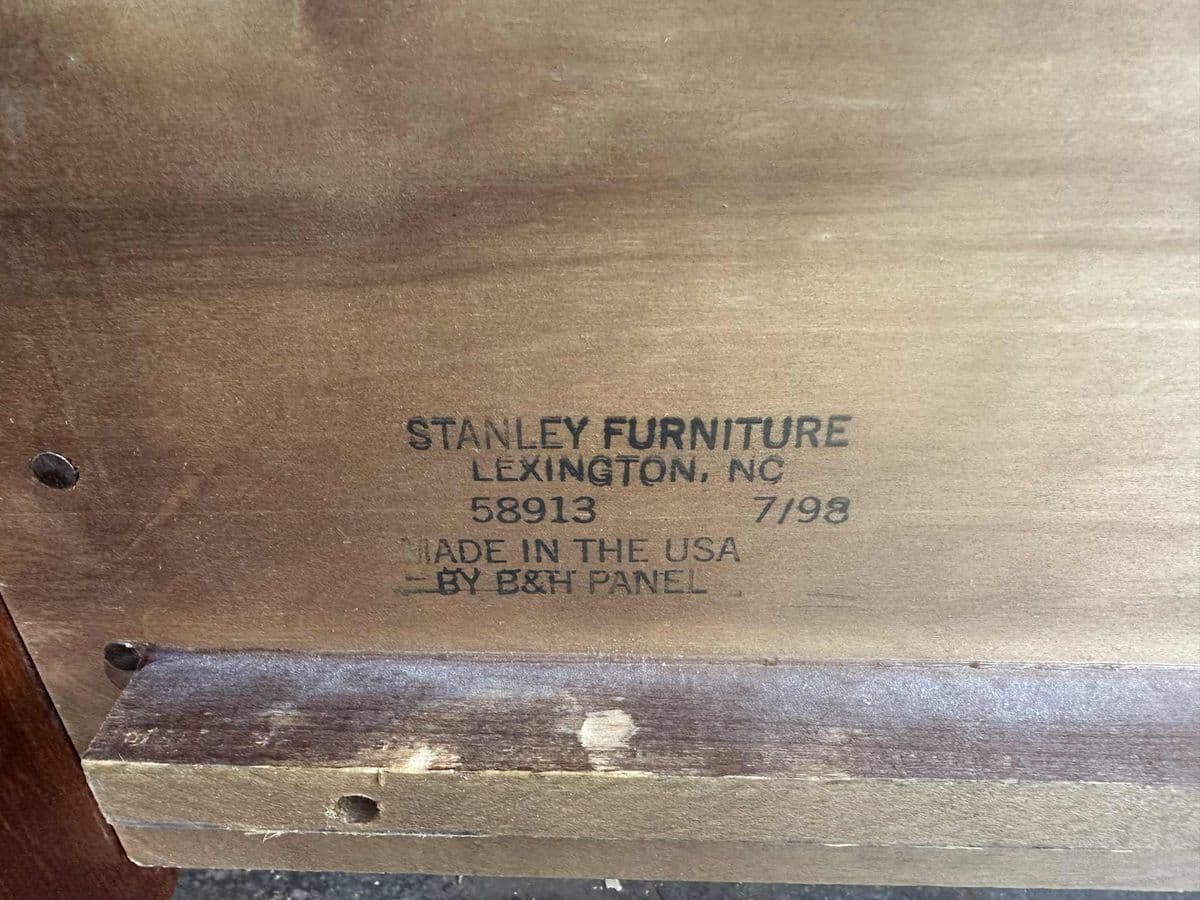 STANLEY FURNITURE
LEXINGTON, NC
58913 7/98
MADE IN THE USA
BY B&H PANEL